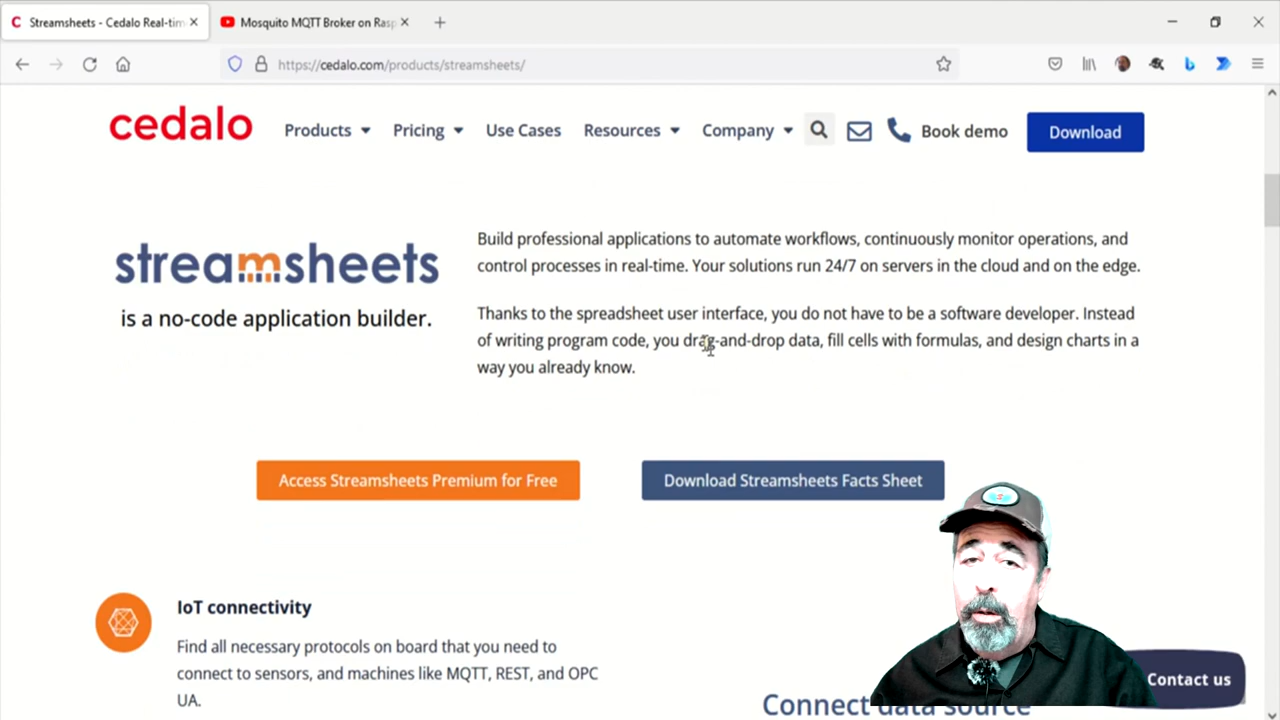 Streamsheets - Cedalo Real-tim
Mosquito MQTT Broker on Rasp
https://cedalo.com/products/streamsheets/
cedalo
Products
Pricing
Use Cases
Resources
Company
Book demo
Download
streamsheets
is a no-code application builder.
Build professional applications to automate workflows, continuously monitor operations, and
control processes in real-time. Your solutions run 24/7 on servers in the cloud and on the edge.
Thanks to the spreadsheet user interface, you do not have to be a software developer. Instead
of writing program code, you drag-and-drop data, fill cells with formulas, and design charts in a
way you already know.
Access Streamsheets Premium for Free
Download Streamsheets Facts Sheet
IoT connectivity
Find all necessary protocols on board that you need to
connect to sensors, and machines like MQTT, REST, and OPC
UA.
Connect data source
Contact us